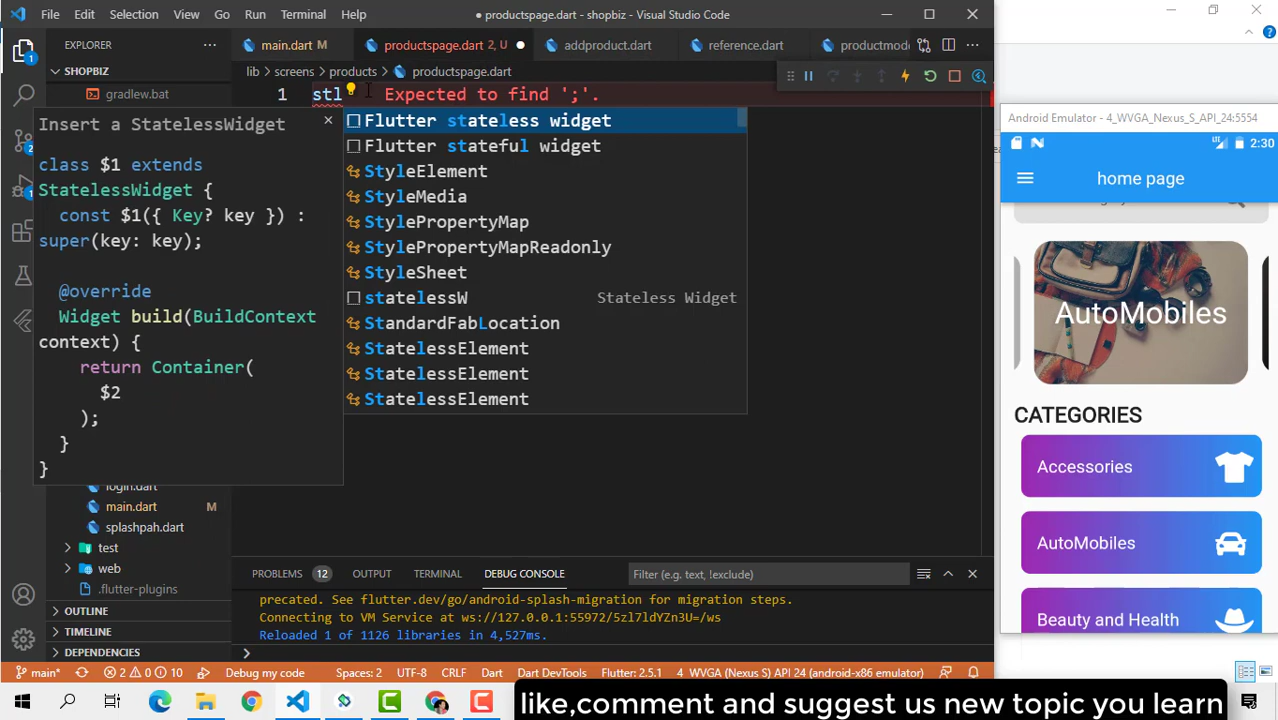 File Edit Selection View Go Run Terminal Help
● productspage.dart - shopbiz - Visual Studio Code
EXPLORER
main.dart M
productspage.dart 2, U ●
addproduct.dart
reference.dart
SHOPBIZ
gradlew.bat
lib > screens > products > productspage.dart
1 stl Expected to find ';'.
Insert a StatelessWidget
class $1 extends
StatelessWidget {
const $1({ Key? key }) :
super(key: key);
@override
Widget build(BuildContext
context) {
return Container(
$2
);
}
}
Flutter stateless widget
Flutter stateful widget
StyleElement
StyleMedia
StylePropertyMap
StylePropertyMapReadonly
StyleSheet
statelessW Stateless Widget
StandardFabLocation
StatelessElement
StatelessElement
StatelessElement
login.dart
main.dart M
splashpah.dart
test
web
.flutter-plugins
OUTLINE
TIMELINE
DEPENDENCIES
PROBLEMS 12 OUTPUT TERMINAL DEBUG CONSOLE
Filter (e.g. text, !exclude)
precated. See flutter.dev/go/android-splash-migration for migration steps.
Connecting to VM Service at ws://127.0.0.1:55972/5zl7ldYZn3U=/ws
Reloaded 1 of 1126 libraries in 4,527ms.
main* 2 0 10 Debug my code Spaces: 2 UTF-8 CRLF Dart Dart DevTools Flutter: 2.5.1 4 WVGA (Nexus S) API 24 (android-x86 emulator)
Android Emulator - 4_WVGA_Nexus_S_API_24:5554
2:30
home page
AutoMobiles
CATEGORIES
Accessories
AutoMobiles
Beauty and Health
like,comment and suggest us new topic you learn